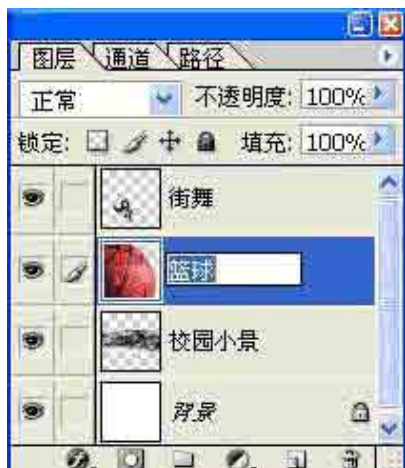 图层 通道 路径
正常 不透明度: 100%
锁定: 填充: 100%
街舞
篮球
校园小景
背景